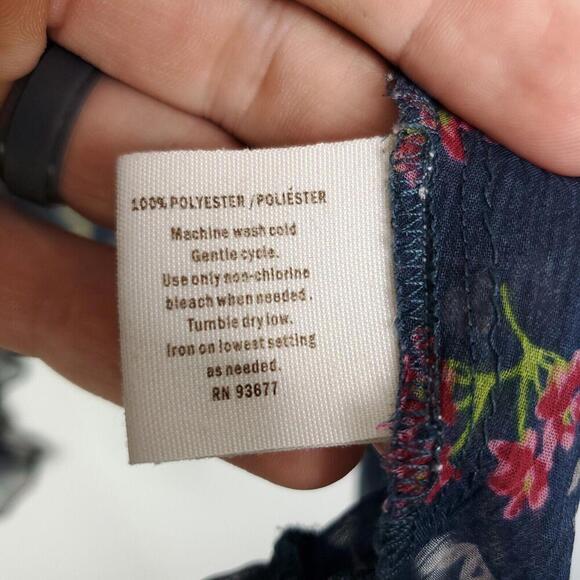 100% POLYESTER / POLIÉSTER
Machine wash cold
Gentle cycle.
Use only non-chlorine
bleach when needed.
Tumble dry low.
Iron on lowest setting
as needed.
RN 93677